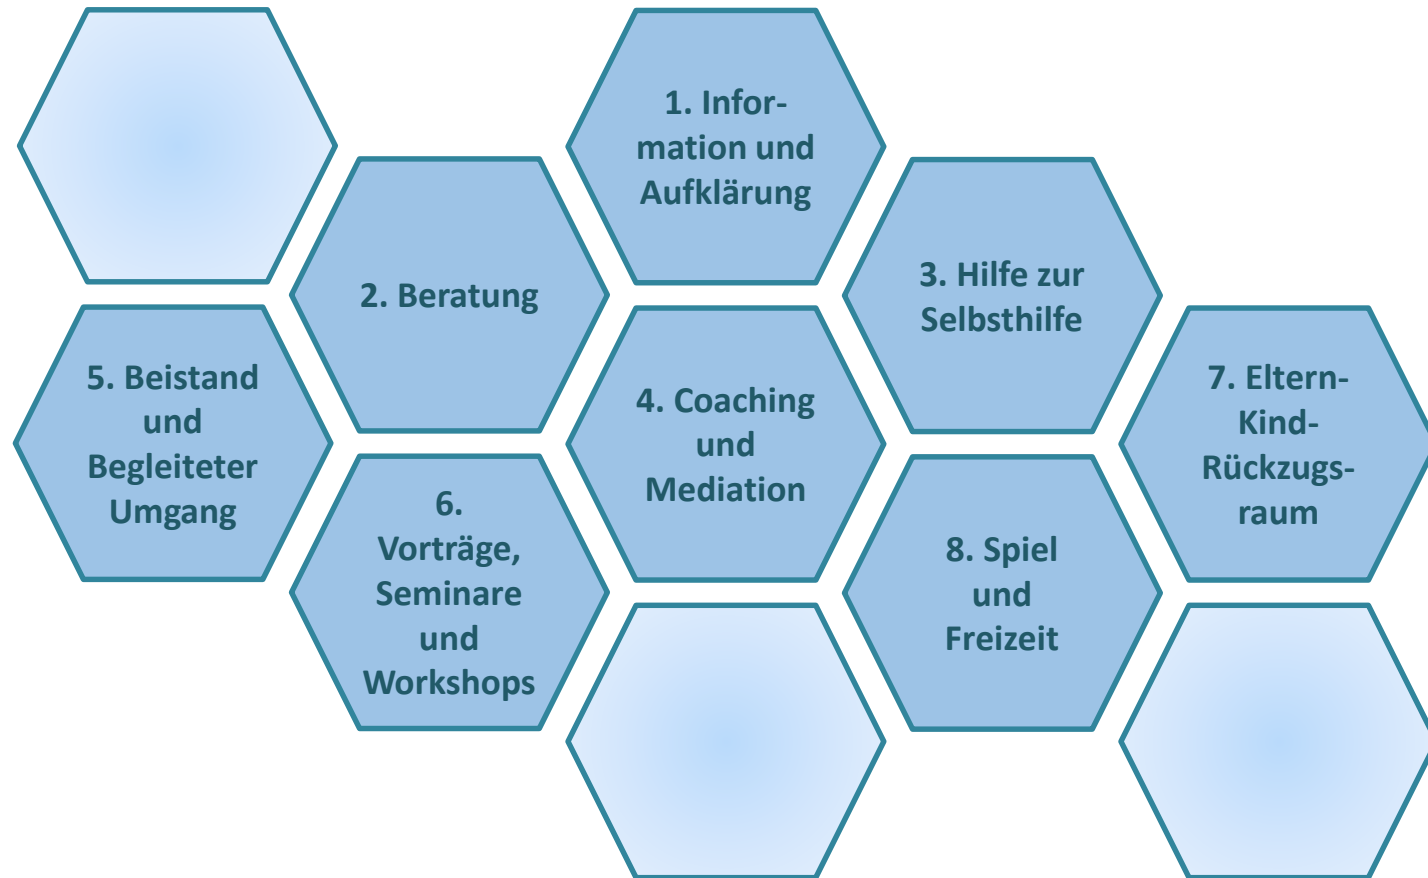 1. Infor-
mation und
Aufklärung
2. Beratung
3. Hilfe zur
Selbsthilfe
4. Coaching
und
Mediation
5. Beistand
und
Begleiteter
Umgang
6.
Vorträge,
Seminare
und
Workshops
7. Eltern-
Kind-
Rückzugs-
raum
8. Spiel
und
Freizeit